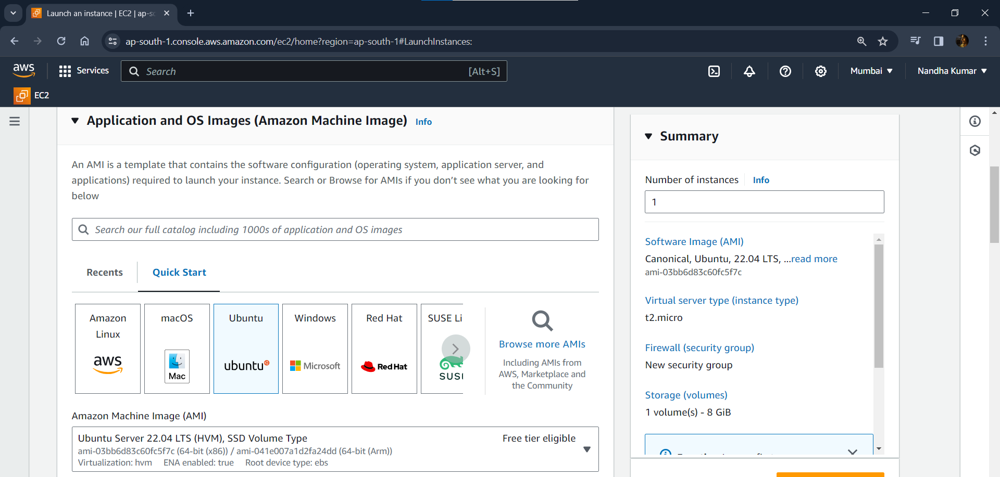 Launch an instance | EC2 | ap-sc
ap-south-1.console.aws.amazon.com/ec2/home?region=ap-south-1#LaunchInstances:
aws
Services
Search
[Alt+S]
Mumbai
Nandha Kumar
EC2
Application and OS Images (Amazon Machine Image) Info
An AMI is a template that contains the software configuration (operating system, application server, and
applications) required to launch your instance. Search or Browse for AMIs if you don’t see what you are looking for
below
Search our full catalog including 1000s of application and OS images
Recents
Quick Start
Amazon
Linux
aws
macOS
Mac
Ubuntu
ubuntu
Windows
Microsoft
Red Hat
Red Hat
SUSE Li
SUS
Browse more AMIs
Including AMIs from
AWS, Marketplace and
the Community
Amazon Machine Image (AMI)
Ubuntu Server 22.04 LTS (HVM), SSD Volume Type
Free tier eligible
ami-03bb6d83c60fc5f7c (64-bit (x86)) / ami-041e007a1d2fa24dd (64-bit (Arm))
Virtualization: hvm ENA enabled: true Root device type: ebs
Summary
Number of instances Info
1
Software Image (AMI)
Canonical, Ubuntu, 22.04 LTS, ...read more
ami-03bb6d83c60fc5f7c
Virtual server type (instance type)
t2.micro
Firewall (security group)
New security group
Storage (volumes)
1 volume(s) - 8 GiB